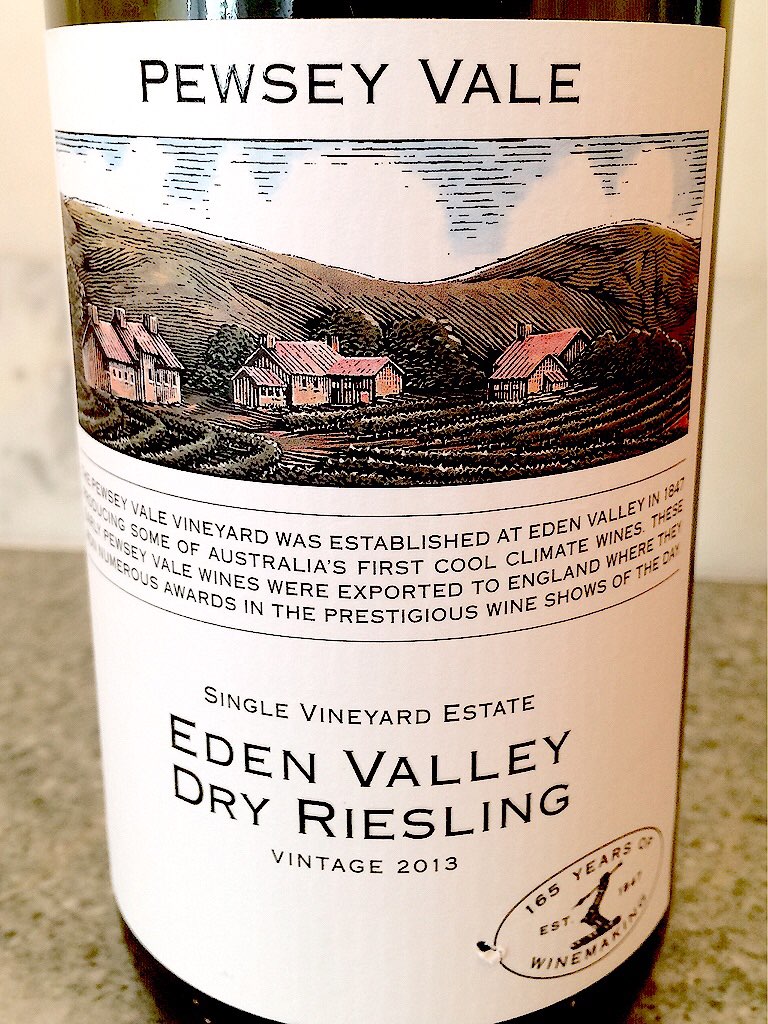 PEWSEY VALE
PEWSEY VALE VINEYARD WAS ESTABLISHED AT EDEN VALLEY IN 1847
SOME OF AUSTRALIA'S FIRST COOL CLIMATE WINES. THESE
PEWSEY VALE WINES WERE EXPORTED TO ENGLAND WHERE THEY
NUMEROUS AWARDS IN THE PRESTIGIOUS WINE SHOWS OF THE DAY.
SINGLE VINEYARD ESTATE
EDEN VALLEY
DRY RIESLING
VINTAGE 2013
165 YEARS OF
EST. 1847
WINEMAKING